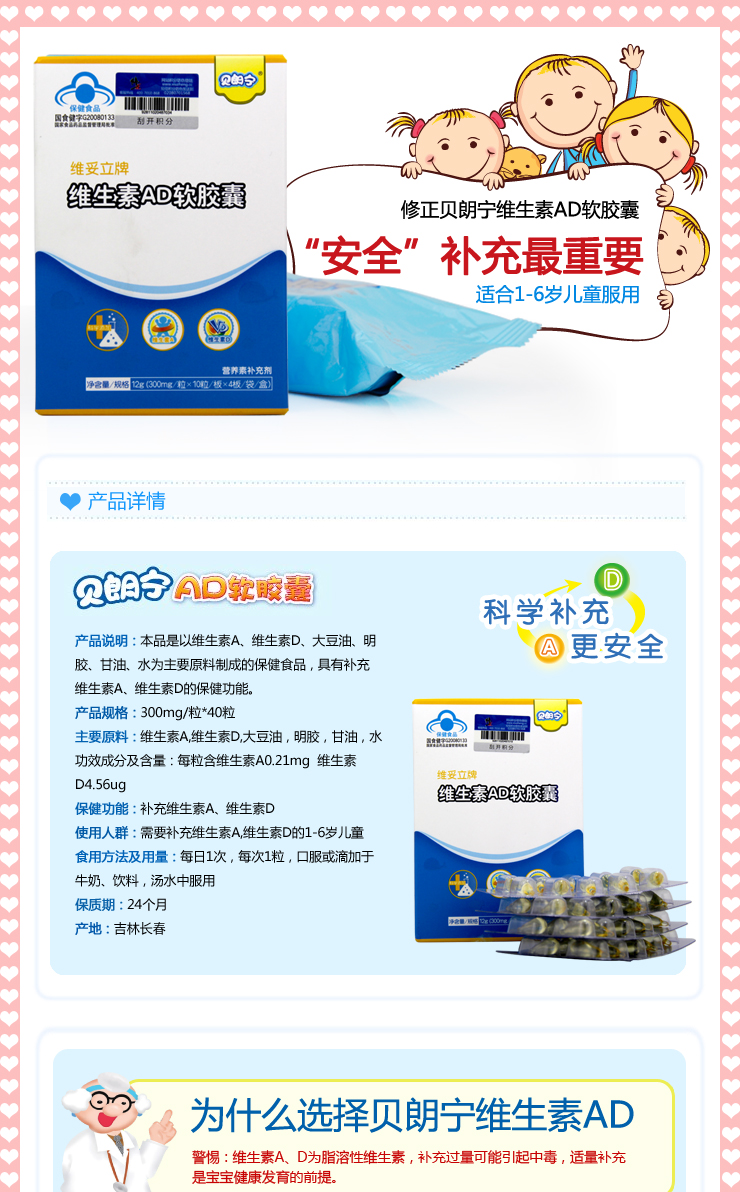 保健食品
国食健字G20080133
国家食品药品监督管理局批准
刮开积分
贝朗宁
维妥立牌
维生素AD软胶囊
营养素补充剂
净含量/规格 12g (300mg/粒×10粒/板×4板/袋/盒)
修正贝朗宁维生素AD软胶囊
“安全”补充最重要
适合1-6岁儿童服用
产品详情
贝朗宁 AD软胶囊
科学补充
D
A 更安全
产品说明：本品是以维生素A、维生素D、大豆油、明
胶、甘油、水为主要原料制成的保健食品，具有补充
维生素A、维生素D的保健功能。
产品规格：300mg/粒*40粒
主要原料：维生素A,维生素D,大豆油，明胶，甘油，水
功效成分及含量：每粒含维生素A0.21mg 维生素
D4.56ug
保健功能：补充维生素A、维生素D
使用人群：需要补充维生素A,维生素D的1-6岁儿童
食用方法及用量：每日1次，每次1粒，口服或滴加于
牛奶、饮料，汤水中服用
保质期：24个月
产地：吉林长春
保健食品
国食健字G20080133
国家食品药品监督管理局批准
刮开积分
贝朗宁
维妥立牌
维生素AD软胶囊
净含量/规格 12g (300mg
为什么选择贝朗宁维生素AD
警惕：维生素A、D为脂溶性维生素，补充过量可能引起中毒，适量补充
是宝宝健康发育的前提。